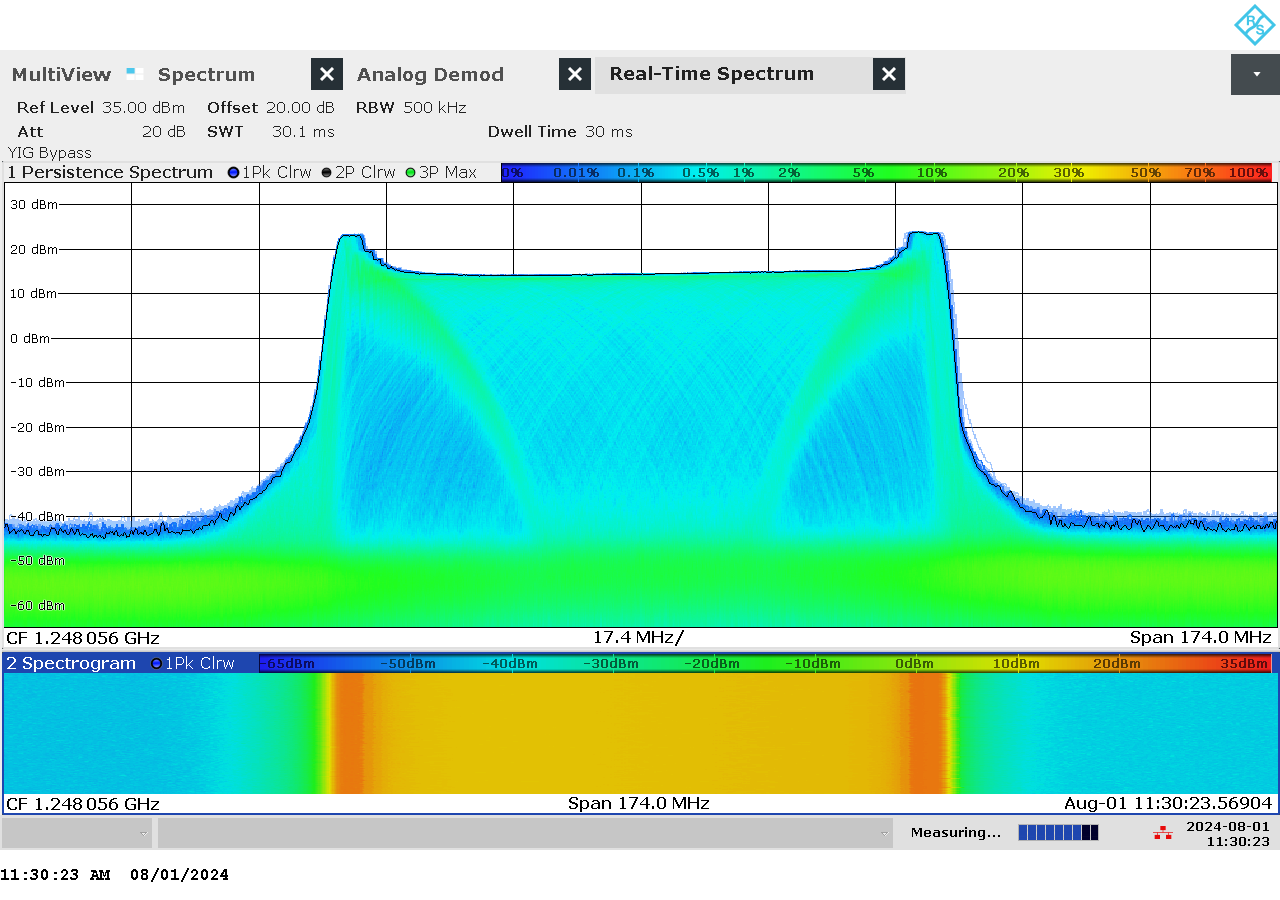 R&S
MultiView Spectrum Analog Demod Real-Time Spectrum
Ref Level 35.00 dBm Offset 20.00 dB RBW 500 kHz
Att 20 dB SWT 30.1 ms Dwell Time 30 ms
YIG Bypass
1 Persistence Spectrum 1Pk Clrw 2P Clrw 3P Max 0% 0.01% 0.1% 0.5% 1% 2% 5% 10% 20% 30% 50% 70% 100%
30 dBm
20 dBm
10 dBm
0 dBm
-10 dBm
-20 dBm
-30 dBm
-40 dBm
-50 dBm
-60 dBm
CF 1.248 056 GHz 17.4 MHz/ Span 174.0 MHz
2 Spectrogram 1Pk Clrw -65dBm -50dBm -40dBm -30dBm -20dBm -10dBm 0dBm 10dBm 20dBm 35dBm
CF 1.248 056 GHz Span 174.0 MHz Aug-01 11:30:23.56904
Measuring... 2024-08-01
11:30:23
11:30:23 AM 08/01/2024